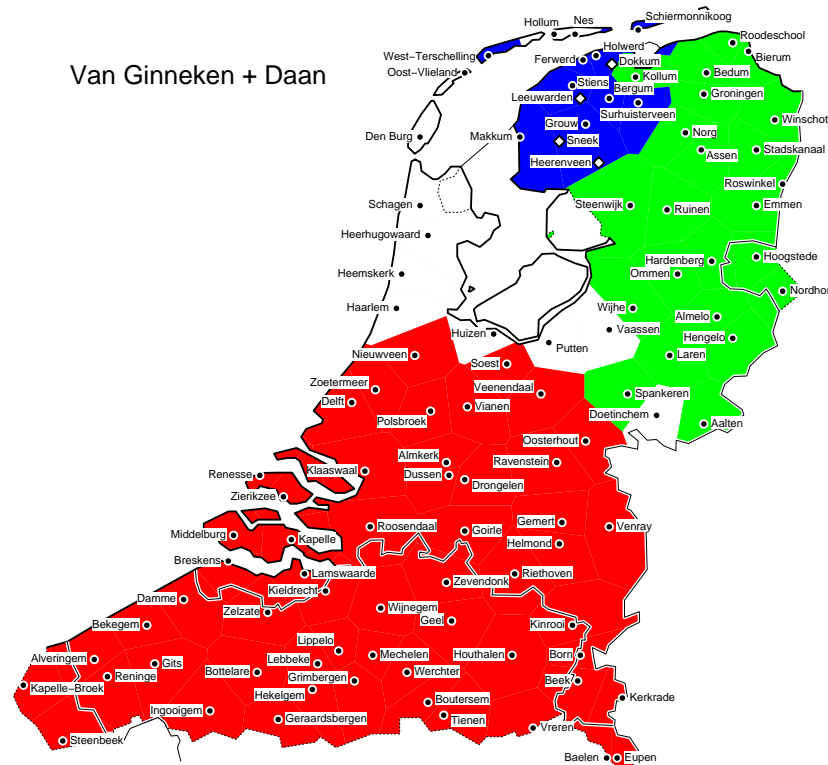 Van Ginneken + Daan
Hollum
Nes
Schiermonnikoog
Roodeschool
Holwerd
West−Terschelling
Ferwerd
Dokkum
Bierum
Oost−Vlieland
Kollum
Bedum
Stiens
Bergum
Groningen
Leeuwarden
Surhuisterveen
Winschot
Grouw
Den Burg
Makkum
Sneek
Norg
Assen
Stadskanaal
Heerenveen
Roswinkel
Schagen
Steenwijk
Ruinen
Emmen
Heerhugowaard
Hoogstede
Hardenberg
Heemskerk
Ommen
Nordhor
Haarlem
Wijhe
Almelo
Huizen
Vaassen
Hengelo
Putten
Nieuwveen
Laren
Soest
Zoetermeer
Veenendaal
Spankeren
Delft
Vianen
Polsbroek
Doetinchem
Aalten
Oosterhout
Almkerk
Ravenstein
Renesse
Klaaswaal
Dussen
Drongelen
Zierikzee
Middelburg
Kapelle
Roosendaal
Goirle
Gemert
Venray
Helmond
Breskens
Lamswaarde
Riethoven
Kieldrecht
Zevendonk
Damme
Zelzate
Wijnegem
Bekegem
Geel
Kinrooi
Lippelo
Alveringem
Gits
Lebbeke
Mechelen
Houthalen
Born
Reninge
Bottelare
Grimbergen
Werchter
Beek
Kapelle−Broek
Hekelgem
Kerkrade
Ingooigem
Boutersem
Geraardsbergen
Tienen
Vreren
Steenbeek
Baelen
Eupen